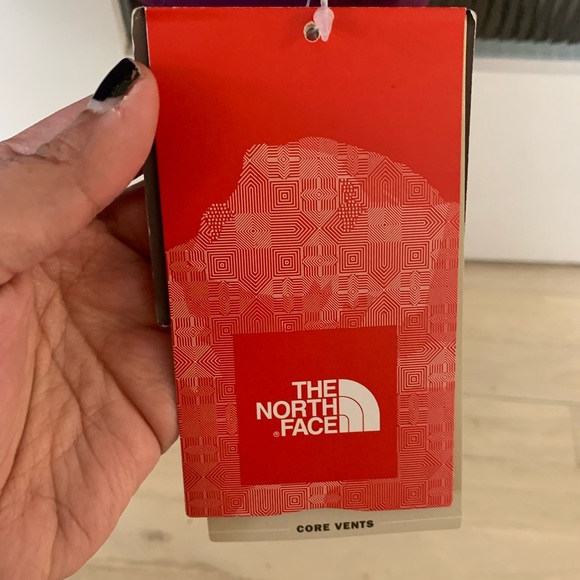 THE
NORTH
FACE
®
CORE VENTS